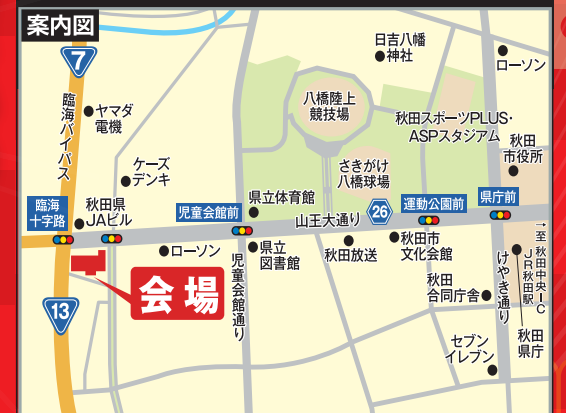 案内図
7
臨海バイパス
ヤマダ
電機
ケーズ
デンキ
臨海
十字路
秋田県
JAビル
日吉八幡
神社
ローソン
八橋陸上
競技場
秋田スポーツPLUS・
ASPスタジアム
秋田
市役所
さきがけ
八橋球場
児童会館前
県立体育館
山王大通り
26
運動公園前
県庁前
ローソン
県立
図書館
秋田放送
秋田市
文化会館
児童会館通り
けやき通り
→至 秋田中央IC
JR秋田駅
会場
13
秋田
合同庁舎
秋田
県庁
セブン
イレブン